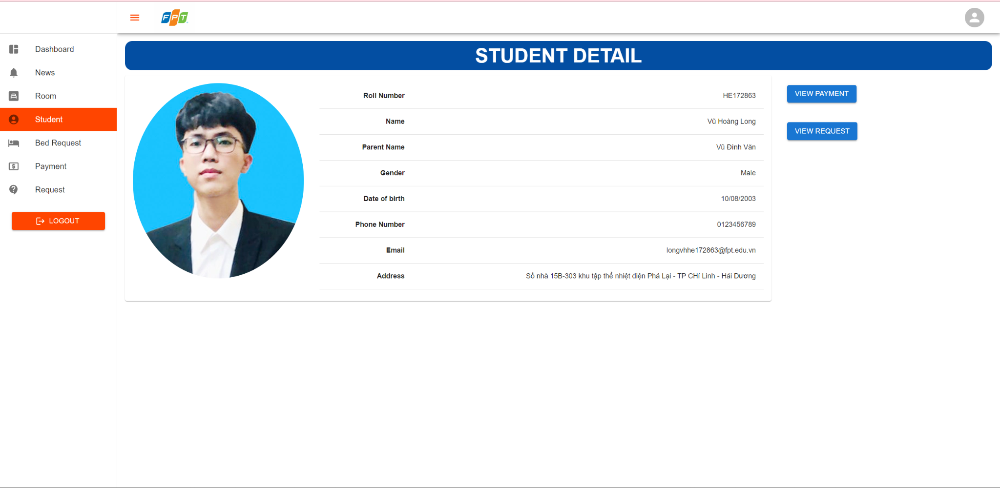 FPT
Dashboard
News
Room
Student
Bed Request
Payment
Request
LOGOUT
STUDENT DETAIL
Roll Number HE172863
Name Vũ Hoàng Long
Parent Name Vũ Đình Văn
Gender Male
Date of birth 10/08/2003
Phone Number 0123456789
Email longvhhe172863@fpt.edu.vn
Address Số nhà 15B-303 khu tập thể nhiệt điện Phả Lại - TP CHí Linh - Hải Dương
VIEW PAYMENT
VIEW REQUEST